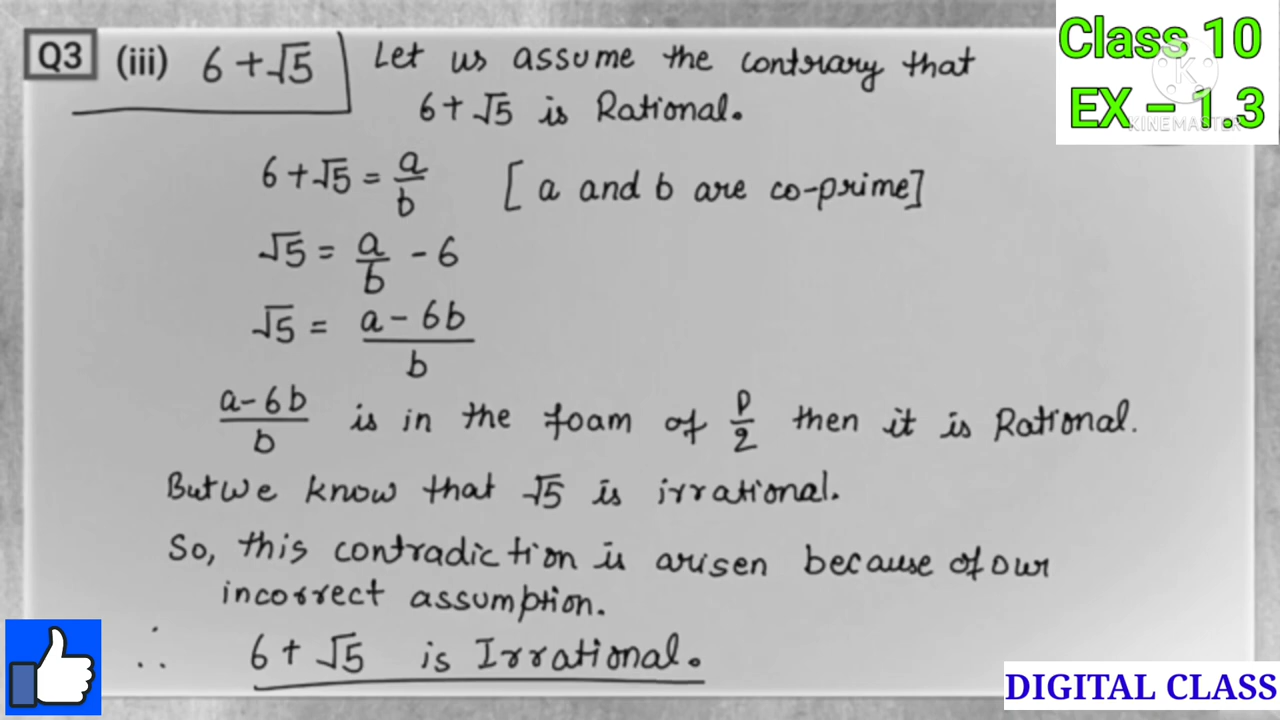 Q3 (iii) 6+√5 Let us assume the contrary that
6+√5 is Rational.
6+√5 = a/b [a and b are co-prime]
√5 = a/b - 6
√5 = a-6b/b
a-6b/b is in the foam of p/2 then it is Rational.
But we know that √5 is irrational.
So, this contradiction is arisen because of our
incorrect assumption.
∴ 6+√5 is Irrational.
Class 10
EX – 1.3
KINEMASTER
DIGITAL CLASS